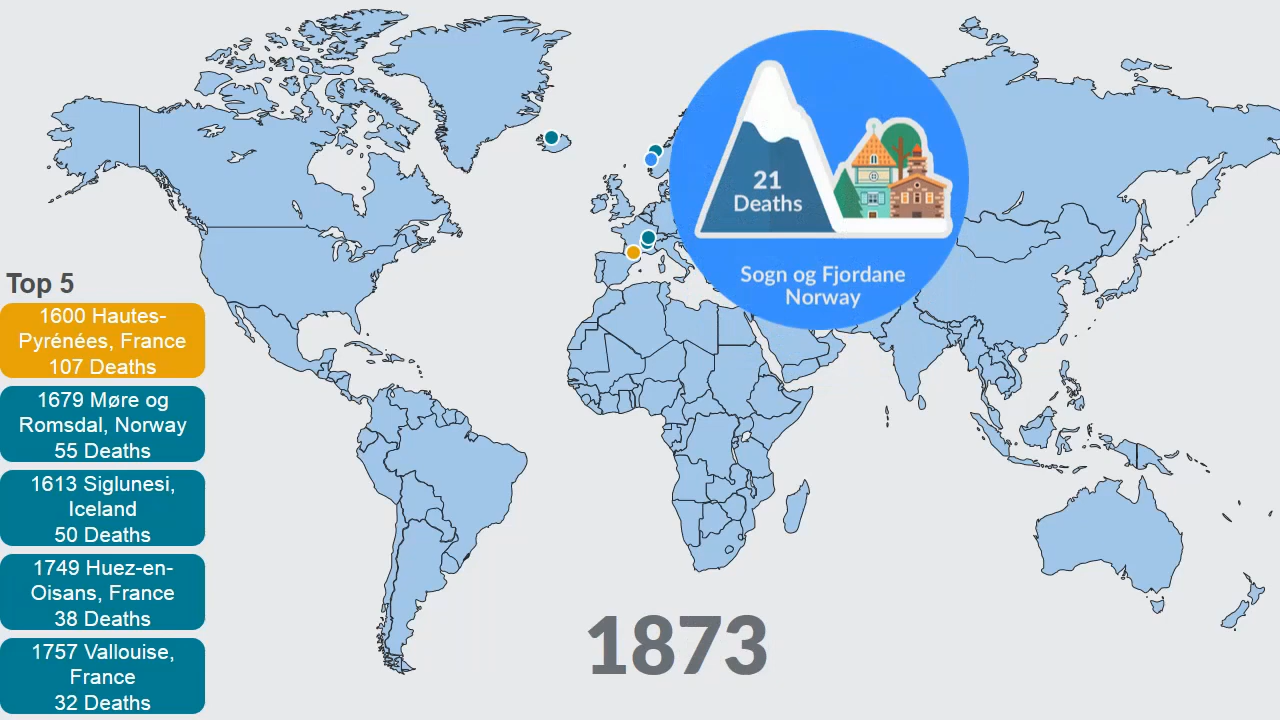 21
Deaths
Sogn og Fjordane
Norway
Top 5
1600 Hautes-
Pyrénées, France
107 Deaths
1679 Møre og
Romsdal, Norway
55 Deaths
1613 Siglunesi,
Iceland
50 Deaths
1749 Huez-en-
Oisans, France
38 Deaths
1757 Vallouise,
France
32 Deaths
1873